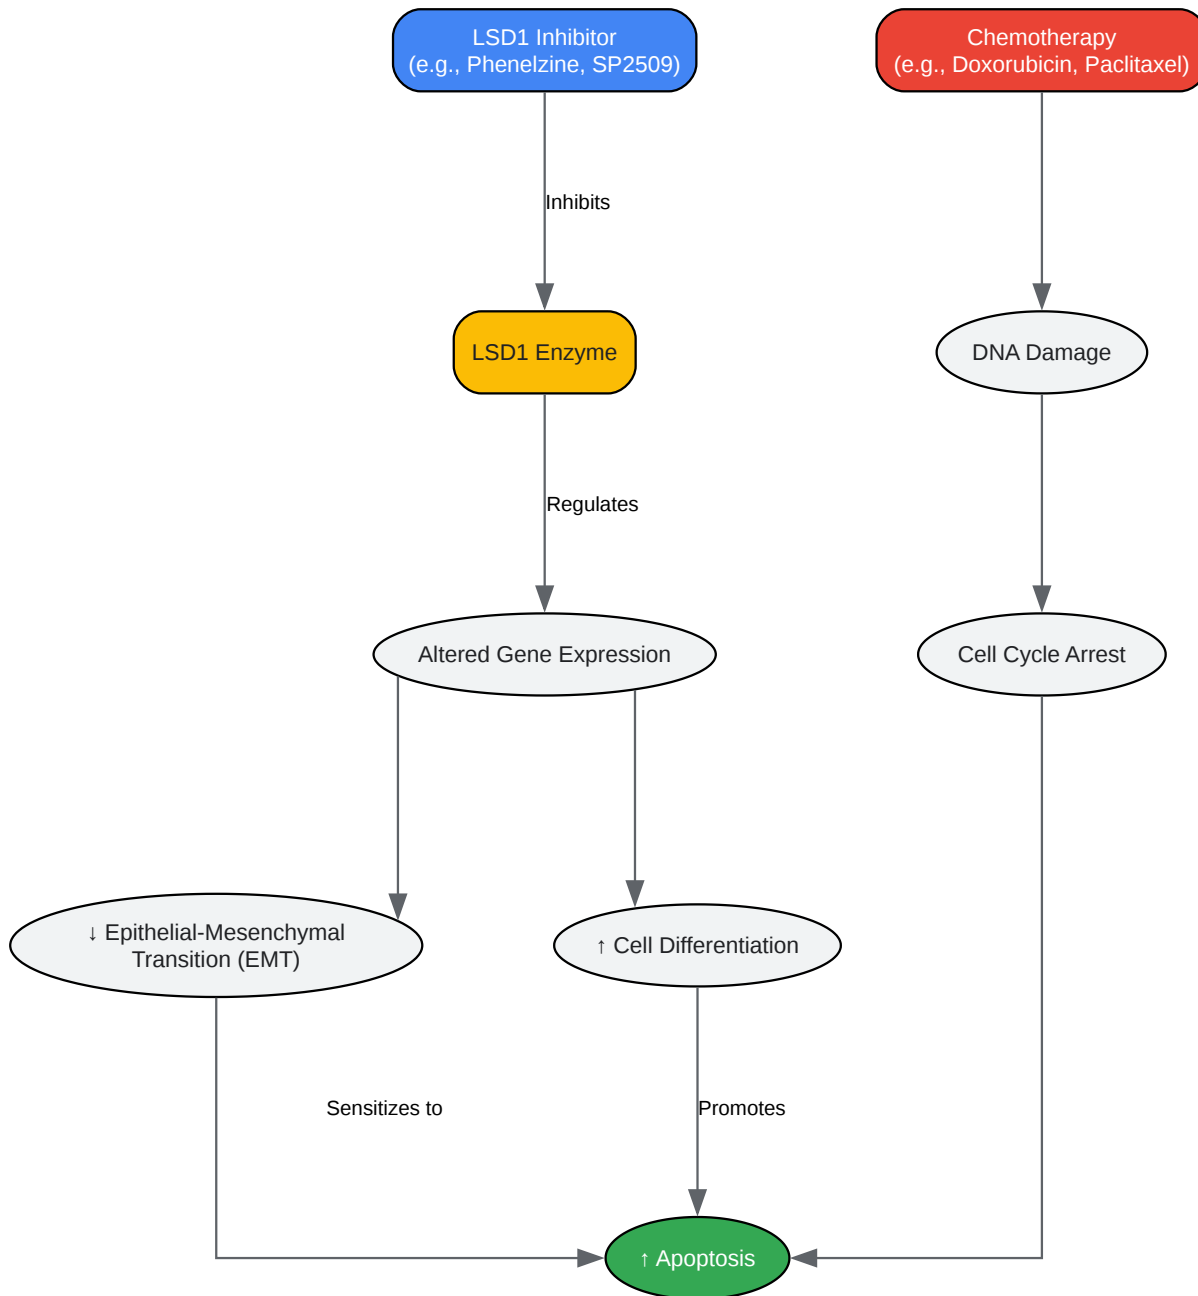 LSD1 Inhibitor
(e.g., Phenelzine, SP2509)
Chemotherapy
(e.g., Doxorubicin, Paclitaxel)
Inhibits
LSD1 Enzyme
DNA Damage
Regulates
Altered Gene Expression
Cell Cycle Arrest
↓ Epithelial-Mesenchymal
Transition (EMT)
↑ Cell Differentiation
Sensitizes to
Promotes
↑ Apoptosis